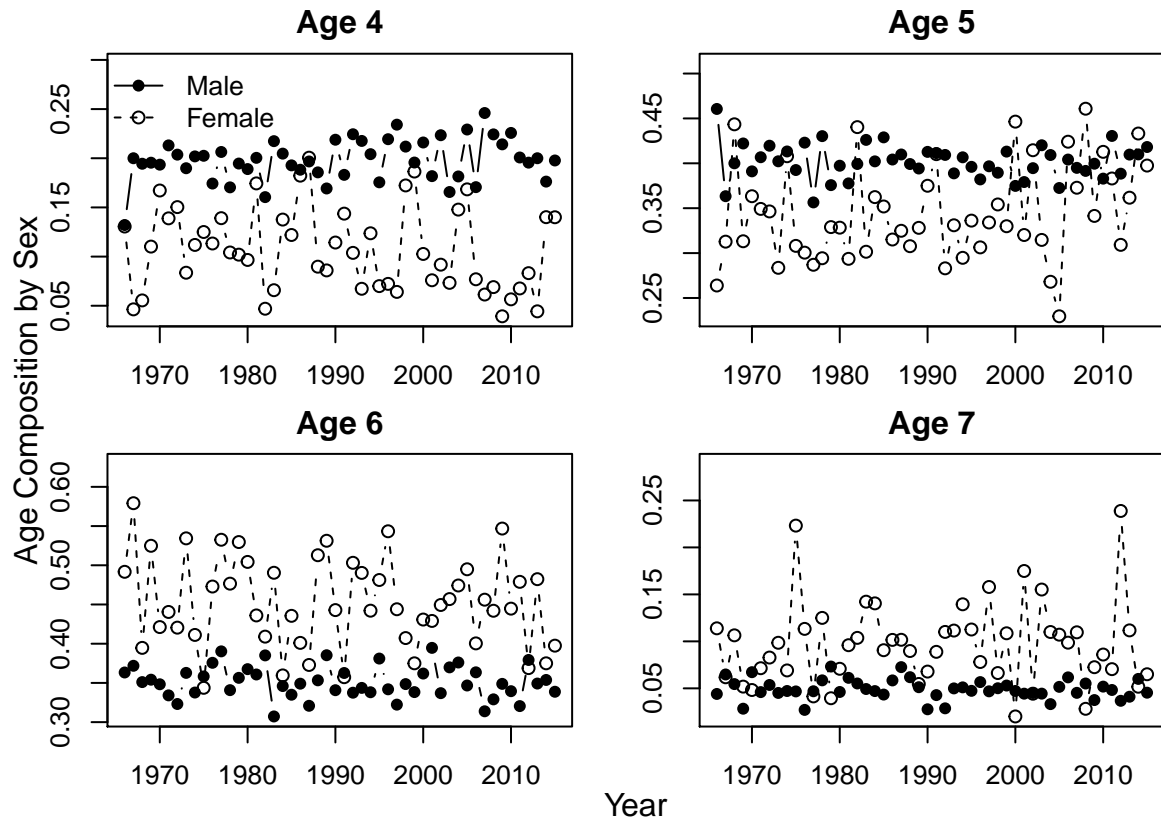 Age 4
Age 5
Male
Female
0.05 0.15 0.25
0.25 0.35 0.45
1970 1980 1990 2000 2010
1970 1980 1990 2000 2010
Age 6
Age 7
0.30 0.40 0.50 0.60
0.05 0.15 0.25
1970 1980 1990 2000 2010
1970 1980 1990 2000 2010
Age Composition by Sex
Year